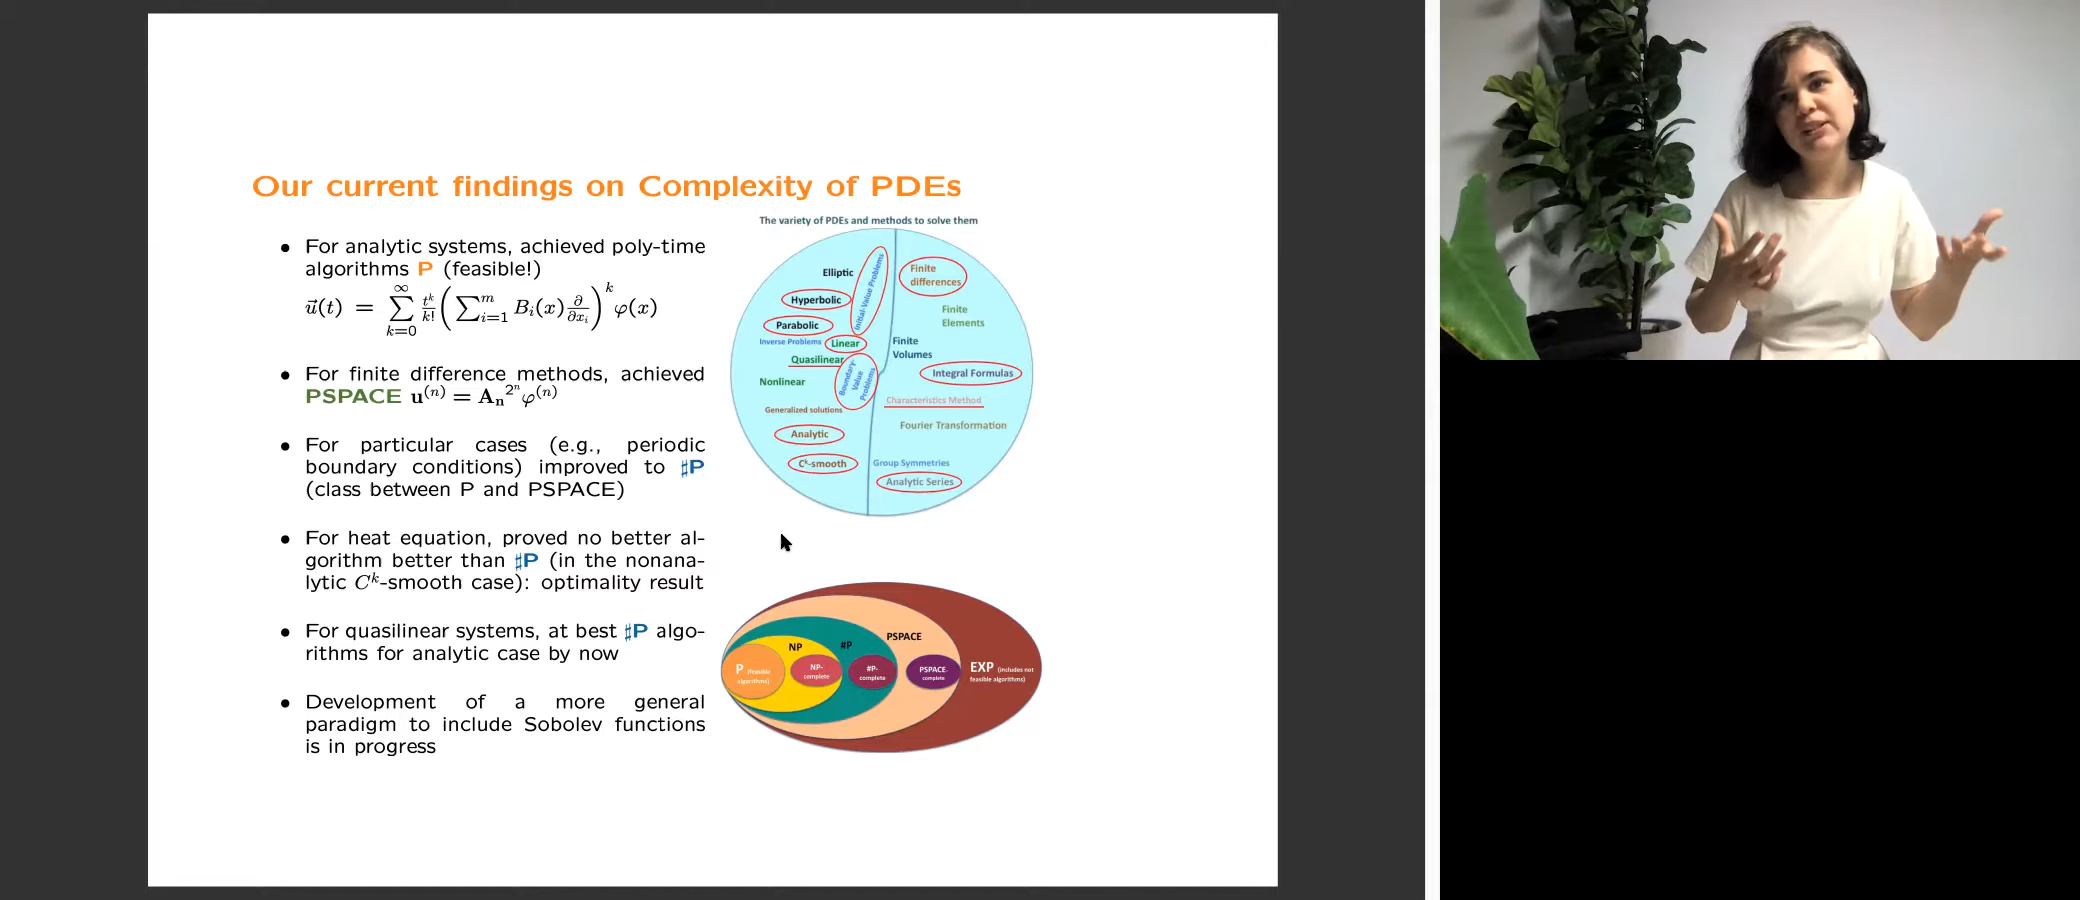 Our current findings on Complexity of PDEs
• For analytic systems, achieved poly-time
algorithms P (feasible!)
u⃗(t) = ∑_{k=0}^{∞} t^k/k! (∑_{i=1}^{m} B_i(x) ∂/∂x_i)^k φ(x)
• For finite difference methods, achieved
PSPACE u^{(n)} = A_n^{2^n} φ^{(n)}
• For particular cases (e.g., periodic
boundary conditions) improved to ♯P
(class between P and PSPACE)
• For heat equation, proved no better al-
gorithm better than ♯P (in the nonana-
lytic C^k-smooth case): optimality result
• For quasilinear systems, at best ♯P algo-
rithms for analytic case by now
• Development of a more general
paradigm to include Sobolev functions
is in progress
The variety of PDEs and methods to solve them
Elliptic
Hyperbolic
Parabolic
Initial-Value Problems
Inverse Problems
Linear
Quasilinear
Boundary-
Value
Problems
Nonlinear
Generalized solutions
Analytic
C^k-smooth
Finite
differences
Finite
Elements
Finite
Volumes
Integral Formulas
Characteristics Method
Fourier Transformation
Group Symmetries
Analytic Series
P (feasible
algorithms)
NP
NP-
complete
#P
#P-
complete
PSPACE
PSPACE-
complete
EXP (includes not
feasible algorithms)